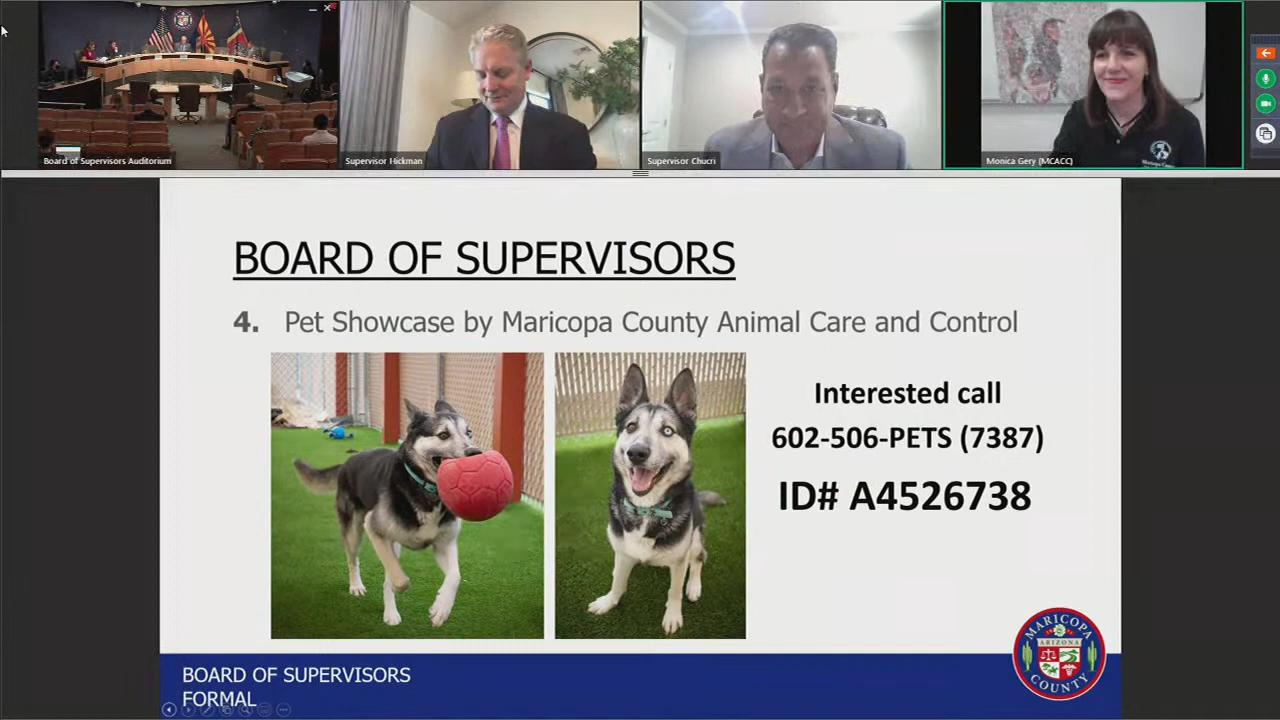 Board of Supervisors Auditorium
Supervisor Hickman
Supervisor Chucri
Monica Gery (MCACC)
BOARD OF SUPERVISORS
4. Pet Showcase by Maricopa County Animal Care and Control
Interested call
602-506-PETS (7387)
ID# A4526738
MARICOPA
ARIZONA
COUNTY
BOARD OF SUPERVISORS
FORMAL